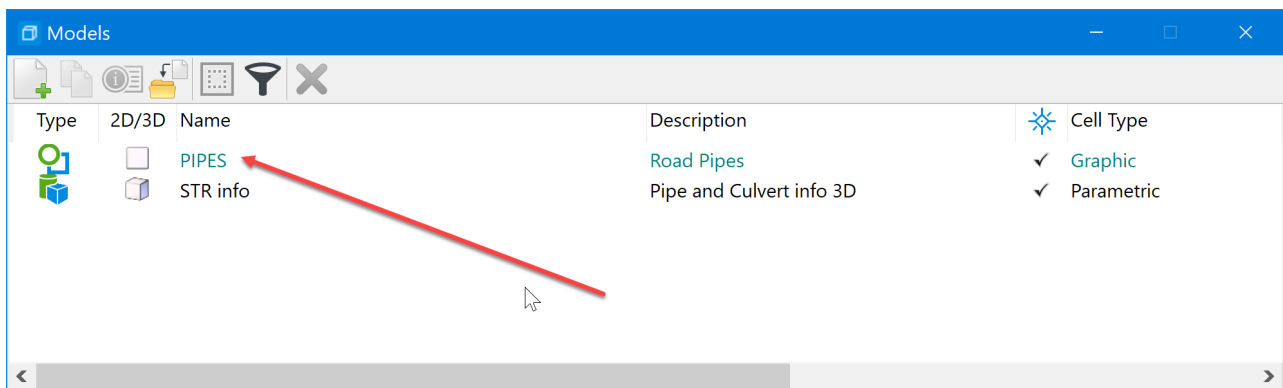 Models
Type 2D/3D Name Description Cell Type
PIPES Road Pipes Graphic
STR info Pipe and Culvert info 3D Parametric